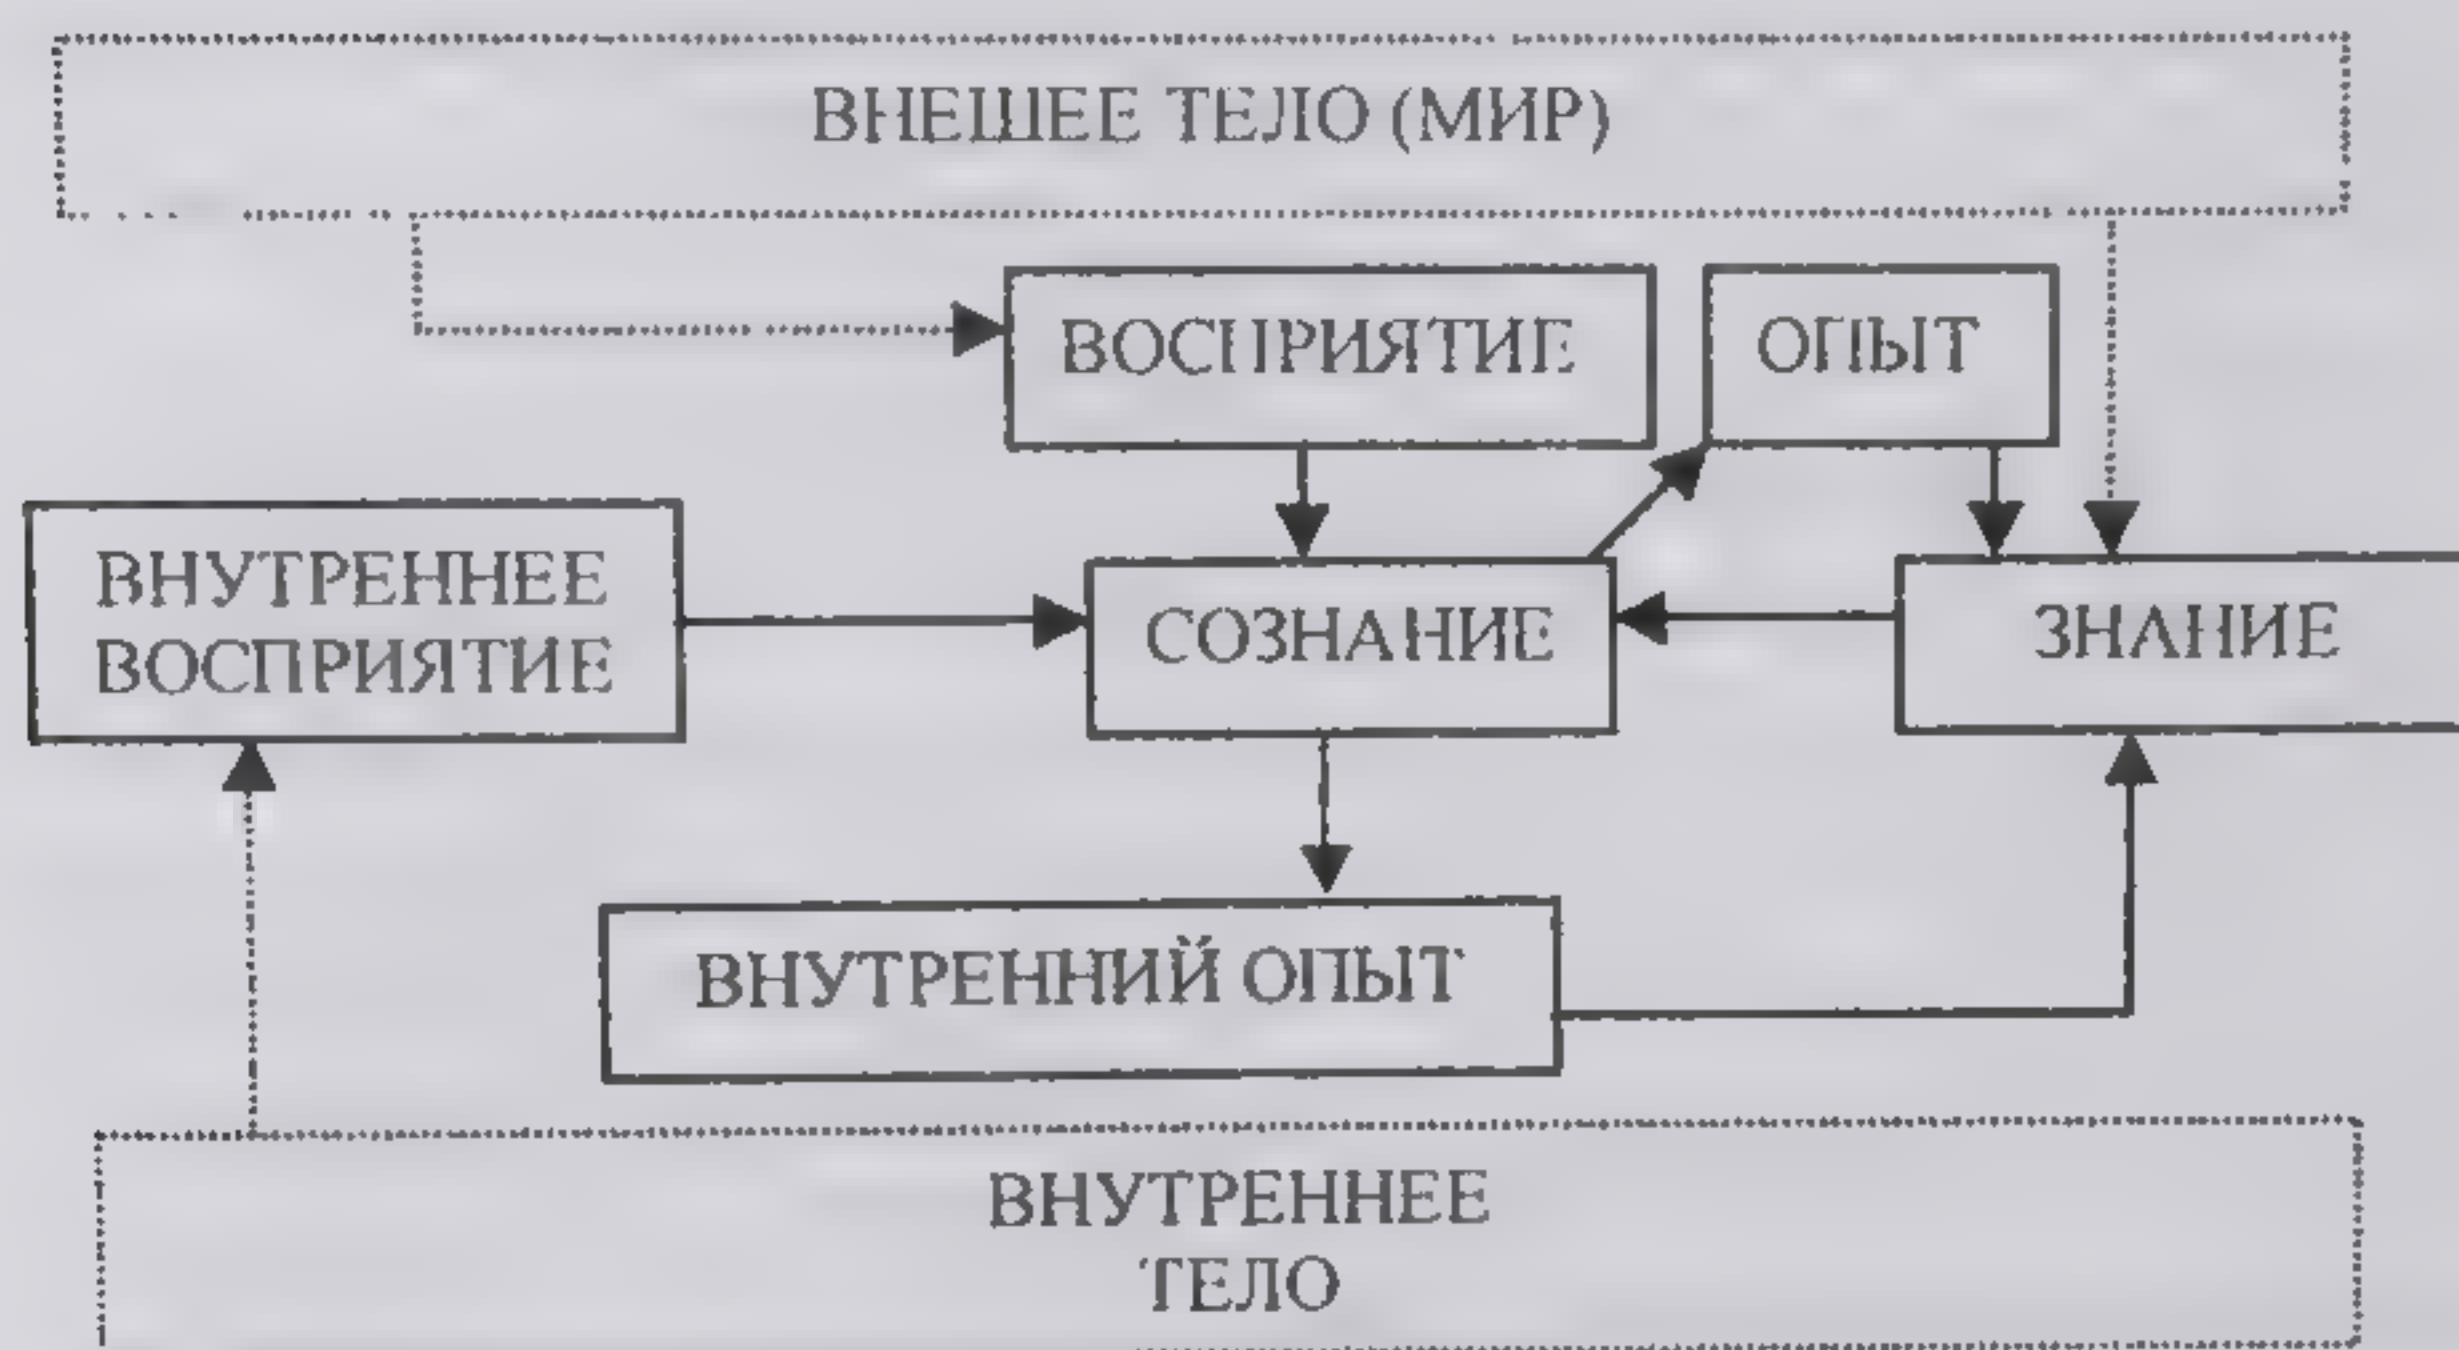 ВНЕШЕЕ ТЕЛО (МИР)
ВОСПРИЯТИЕ
ОПЫТ
ВНУТРЕННЕЕ
ВОСПРИЯТИЕ
СОЗНАНИЕ
ЗНАНИЕ
ВНУТРЕННИЙ ОПЫТ
ВНУТРЕННЕЕ
ТЕЛО